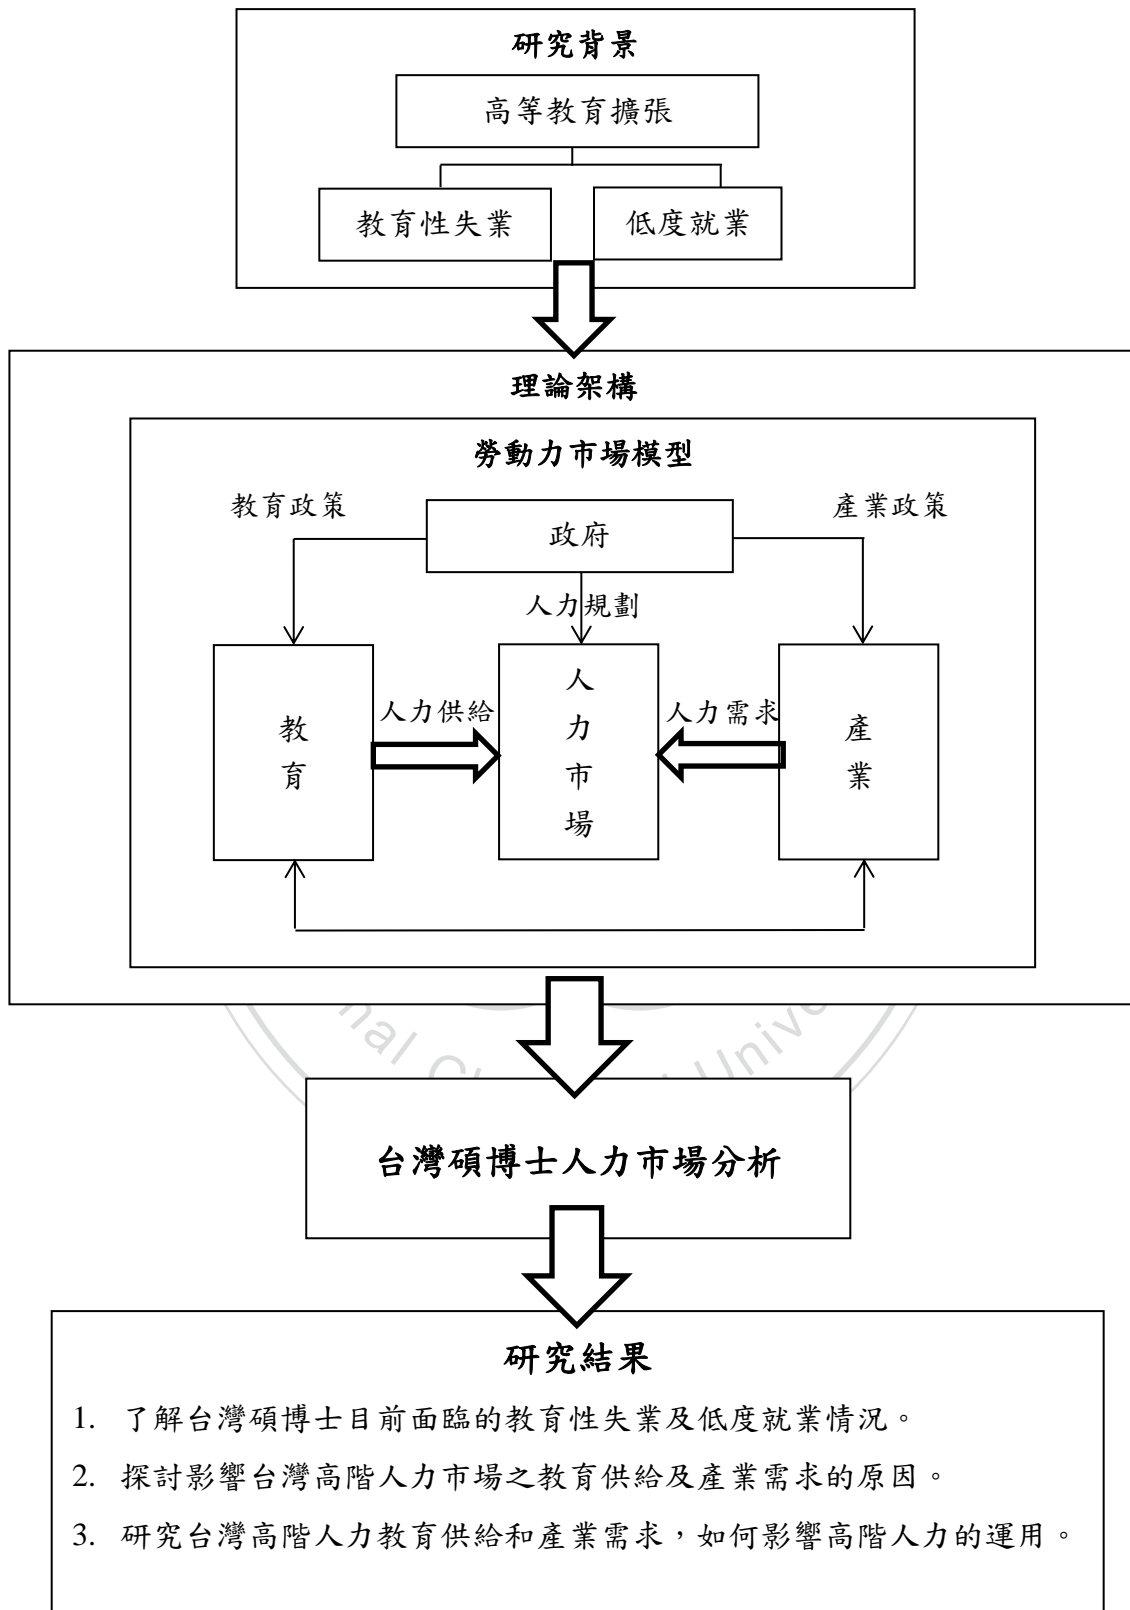 研究背景
高等教育擴張
教育性失業
低度就業
理論架構
勞動力市場模型
教育政策
政府
產業政策
人力規劃
教育
人力供給
人力市場
人力需求
產業
nal Ch
i Unive
台灣碩博士人力市場分析
研究結果
1. 了解台灣碩博士目前面臨的教育性失業及低度就業情況。
2. 探討影響台灣高階人力市場之教育供給及產業需求的原因。
3. 研究台灣高階人力教育供給和產業需求，如何影響高階人力的運用。